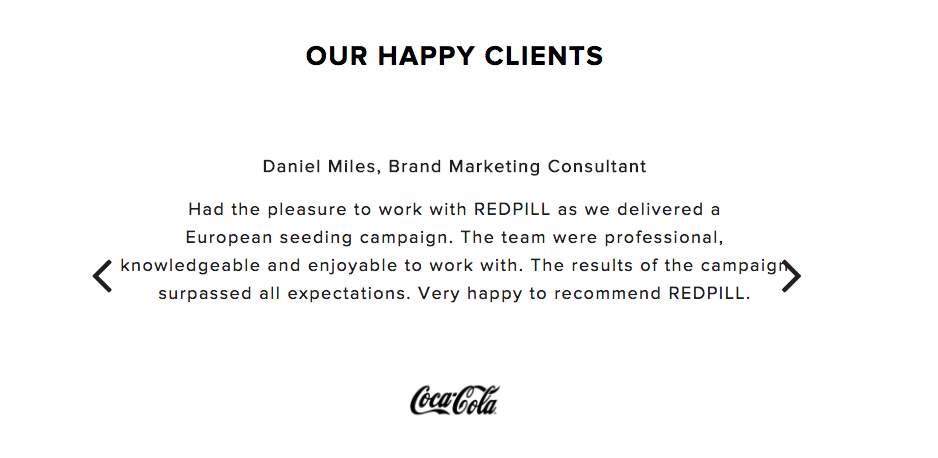 OUR HAPPY CLIENTS
Daniel Miles, Brand Marketing Consultant
Had the pleasure to work with REDPILL as we delivered a
European seeding campaign. The team were professional,
knowledgeable and enjoyable to work with. The results of the campaign
surpassed all expectations. Very happy to recommend REDPILL.
Coca-Cola